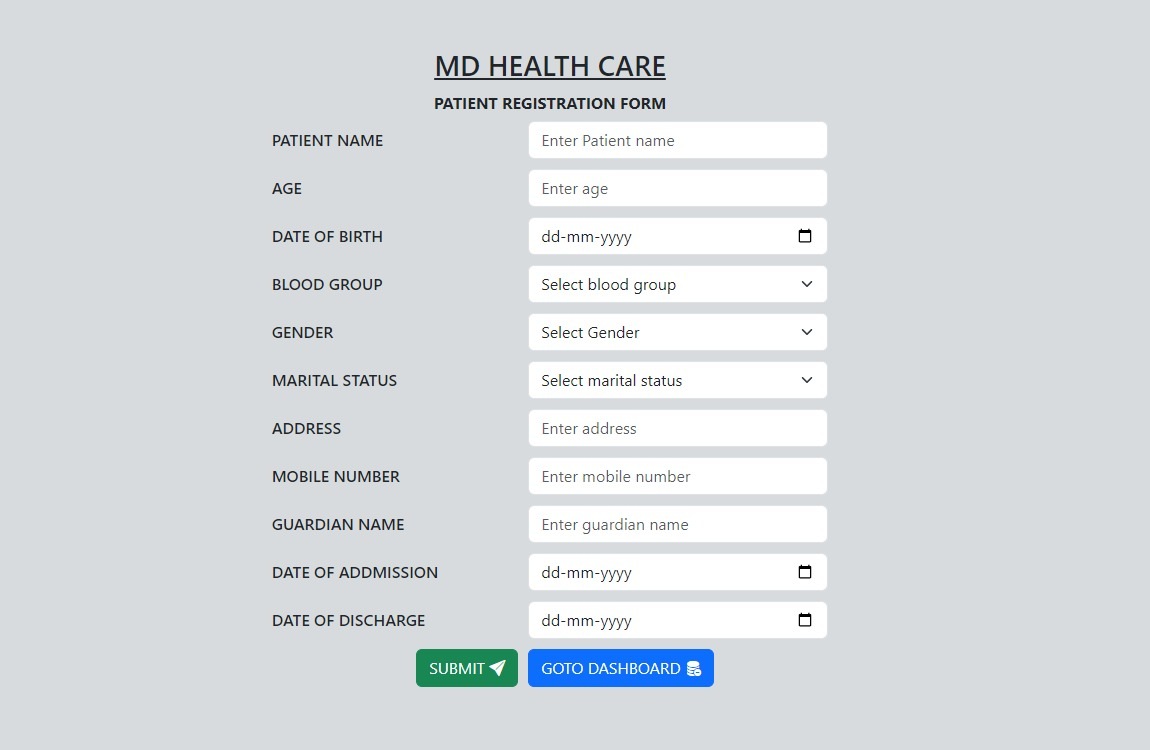 MD HEALTH CARE
PATIENT REGISTRATION FORM
PATIENT NAME Enter Patient name
AGE Enter age
DATE OF BIRTH dd-mm-yyyy
BLOOD GROUP Select blood group
GENDER Select Gender
MARITAL STATUS Select marital status
ADDRESS Enter address
MOBILE NUMBER Enter mobile number
GUARDIAN NAME Enter guardian name
DATE OF ADDMISSION dd-mm-yyyy
DATE OF DISCHARGE dd-mm-yyyy
SUBMIT GOTO DASHBOARD